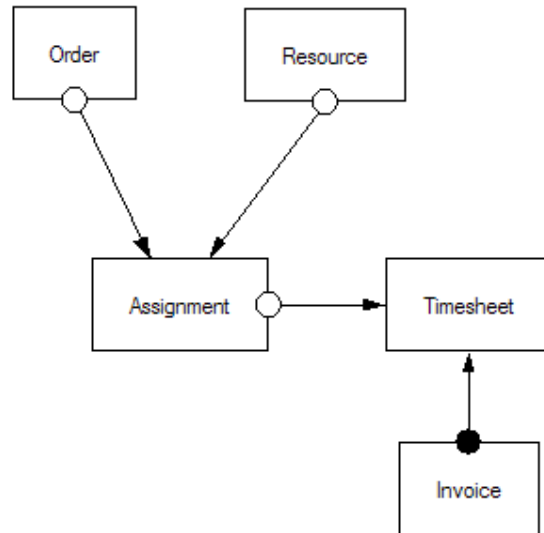 Order
Resource
Assignment
Timesheet
Invoice